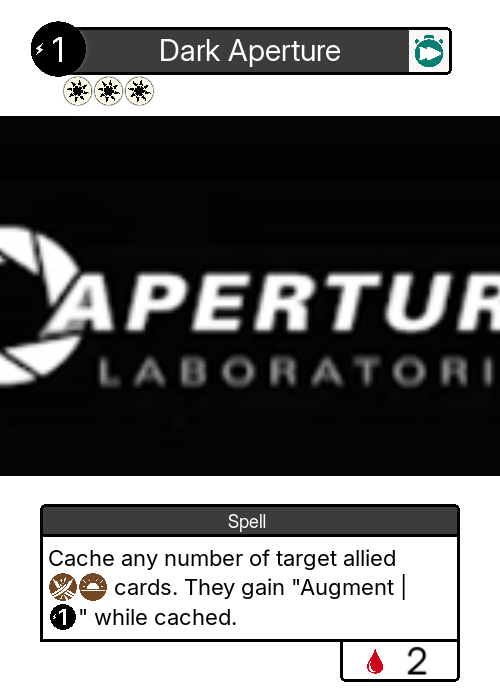 1
Dark Aperture
APERTUR
LABORATORI
Spell
Cache any number of target allied
cards. They gain "Augment |
1" while cached.
2